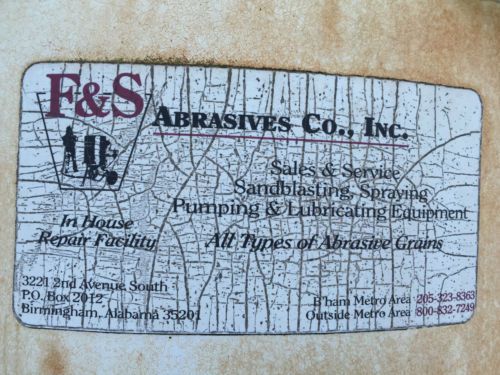 F&S
ABRASIVES CO., INC.
Sales & Service
Sandblasting, Spraying
Pumping & Lubricating Equipment
In House
Repair Facility
All Types of Abrasive Grains
3221 2nd Avenue South
P.O. Box 2012
Birmingham, Alabama 35201
B'ham Metro Area 205-323-8363
Outside Metro Area 800-832-7249